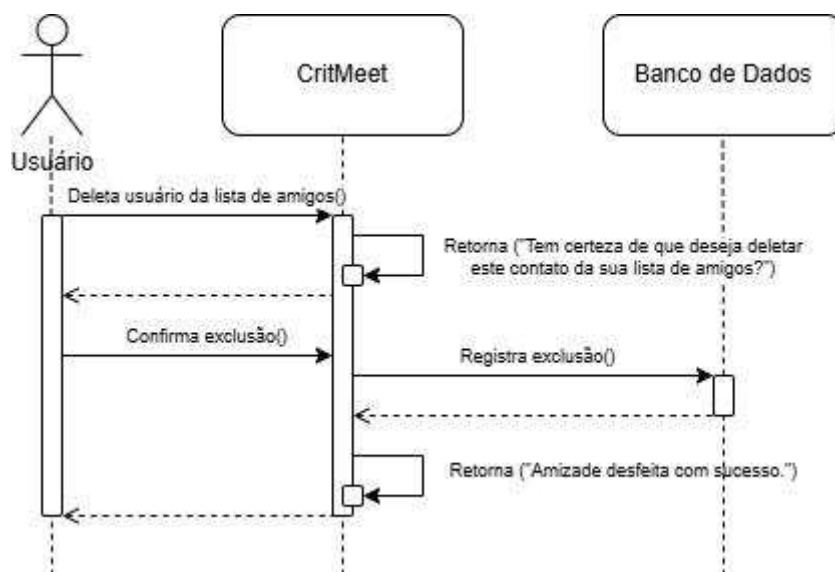 CritMeet
Banco de Dados
Usuário
Deleta usuário da lista de amigos()
Retorna ("Tem certeza de que deseja deletar
este contato da sua lista de amigos?")
Confirma exclusão()
Registra exclusão()
Retorna ("Amizade desfeita com sucesso.")